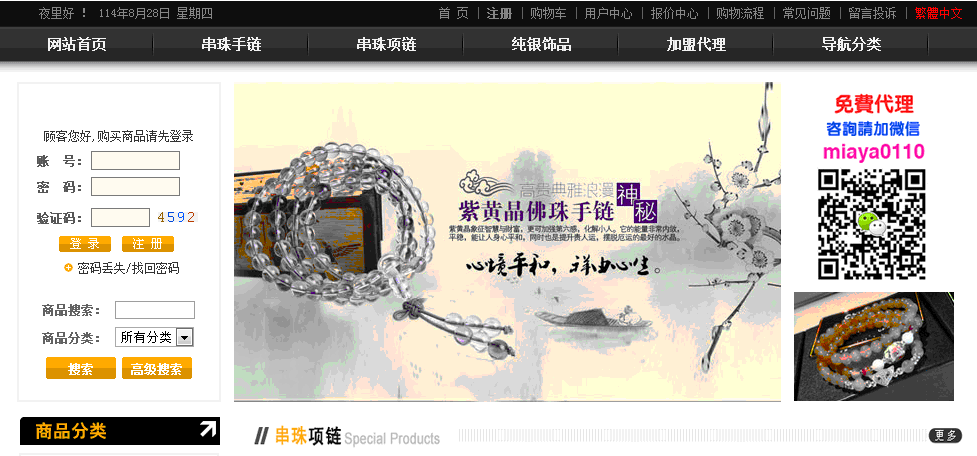 夜里好 ！ 114年8月28日 星期四
首 页 | 注册 | 购物车 | 用户中心 | 报价中心 | 购物流程 | 常见问题 | 留言投诉 | 繁體中文
网站首页 串珠手链 串珠项链 纯银饰品 加盟代理 导航分类
顾客您好,购买商品请先登录
账 号：
密 码：
验证码： 4592
登 录 注 册
密码丢失/找回密码
商品搜索：
商品分类： 所有分类
搜索 高级搜索
高贵典雅浪漫
神秘
紫黄晶佛珠手链
紫黄晶象征智慧与财富，更可加强第六感，化解小人。它的能量非常内敛，
平稳，能让人身心平和，同时也是提升贵人运，摆脱厄运的最好的水晶。
心境平和，祥由心生。
免費代理
咨詢請加微信
miaya0110
商品分类
串珠项链 Special Products
更多